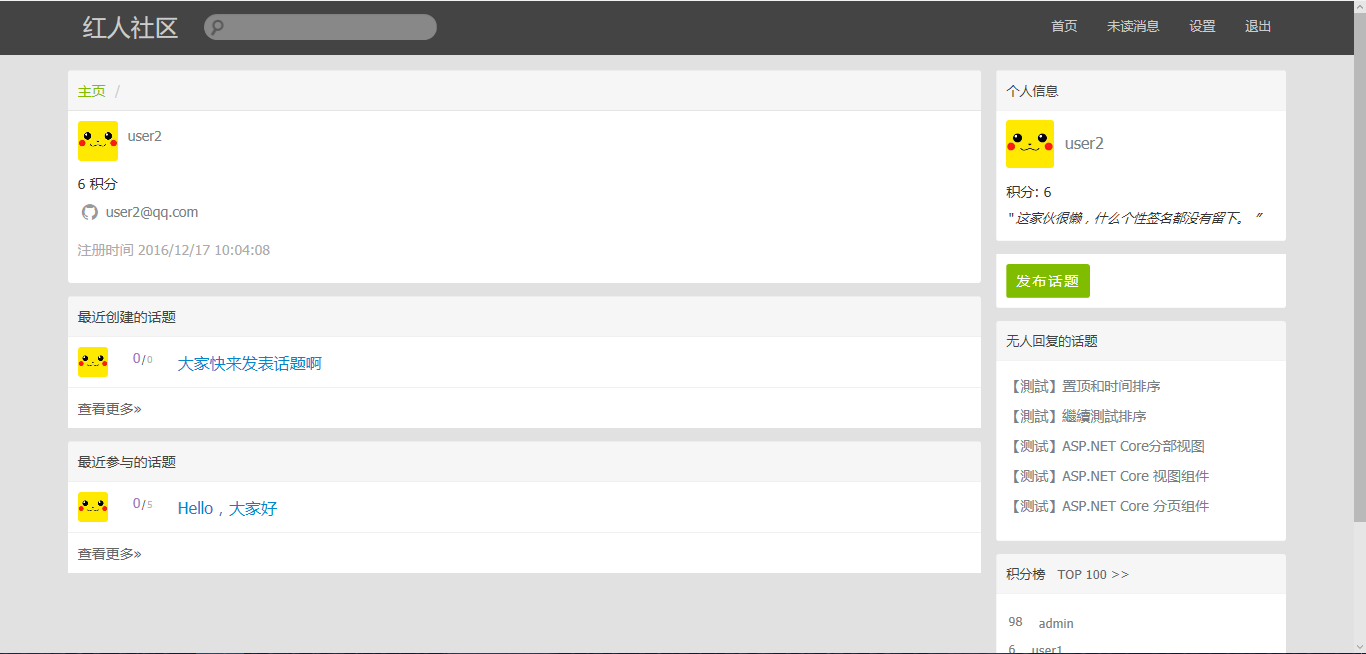 红人社区
首页 未读消息 设置 退出
主页 /
user2
6 积分
user2@qq.com
注册时间 2016/12/17 10:04:08
最近创建的话题
0/0 大家快来发表话题啊
查看更多»
最近参与的话题
0/5 Hello，大家好
查看更多»
个人信息
user2
积分: 6
"这家伙很懒，什么个性签名都没有留下。 ”
发布话题
无人回复的话题
【测試】置顶和时间排序
【测試】繼續測試排序
【测试】ASP.NET Core分部视图
【测试】ASP.NET Core 视图组件
【测试】ASP.NET Core 分页组件
积分榜 TOP 100 >>
98 admin
6 user1